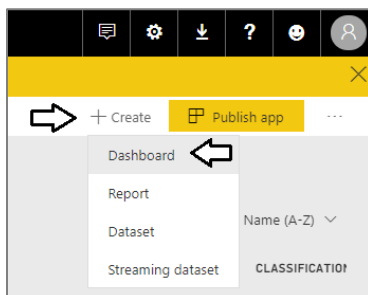 ?
R
+ Create
Publish app
...
Dashboard
Report
Dataset
Streaming dataset
Name (A-Z)
CLASSIFICATION